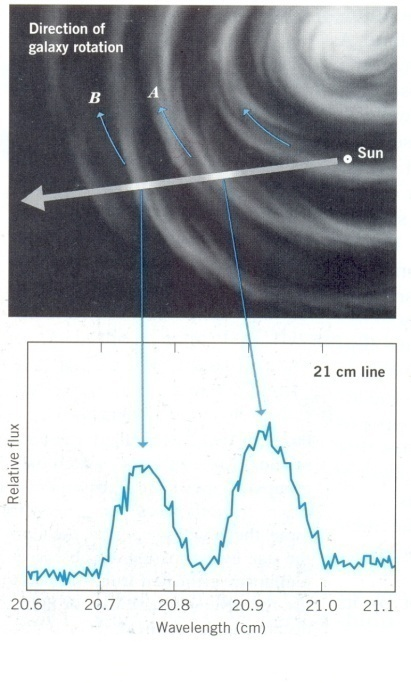 Direction of
galaxy rotation
B
A
Sun
21 cm line
Relative flux
20.6 20.7 20.8 20.9 21.0 21.1
Wavelength (cm)